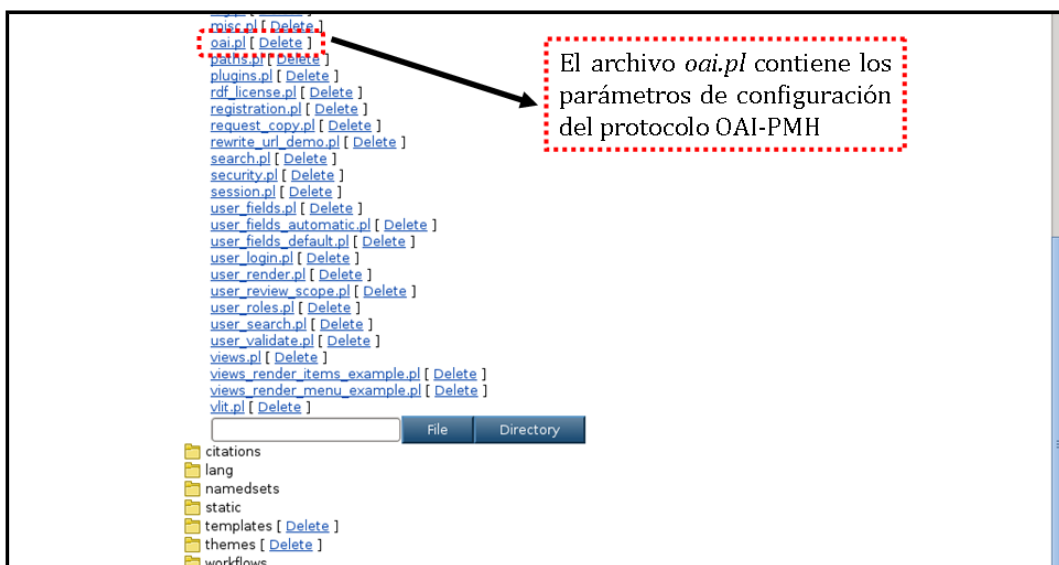 misc.pl [ Delete ]
oai.pl [ Delete ]
paths.pl [ Delete ]
plugins.pl [ Delete ]
rdf_license.pl [ Delete ]
registration.pl [ Delete ]
request_copy.pl [ Delete ]
rewrite_url_demo.pl [ Delete ]
search.pl [ Delete ]
security.pl [ Delete ]
session.pl [ Delete ]
user_fields.pl [ Delete ]
user_fields_automatic.pl [ Delete ]
user_fields_default.pl [ Delete ]
user_login.pl [ Delete ]
user_render.pl [ Delete ]
user_review_scope.pl [ Delete ]
user_roles.pl [ Delete ]
user_search.pl [ Delete ]
user_validate.pl [ Delete ]
views.pl [ Delete ]
views_render_items_example.pl [ Delete ]
views_render_menu_example.pl [ Delete ]
vlit.pl [ Delete ]
File Directory
citations
lang
namedsets
static
templates [ Delete ]
themes [ Delete ]
workflows
El archivo oai.pl contiene los
parámetros de configuración
del protocolo OAI-PMH